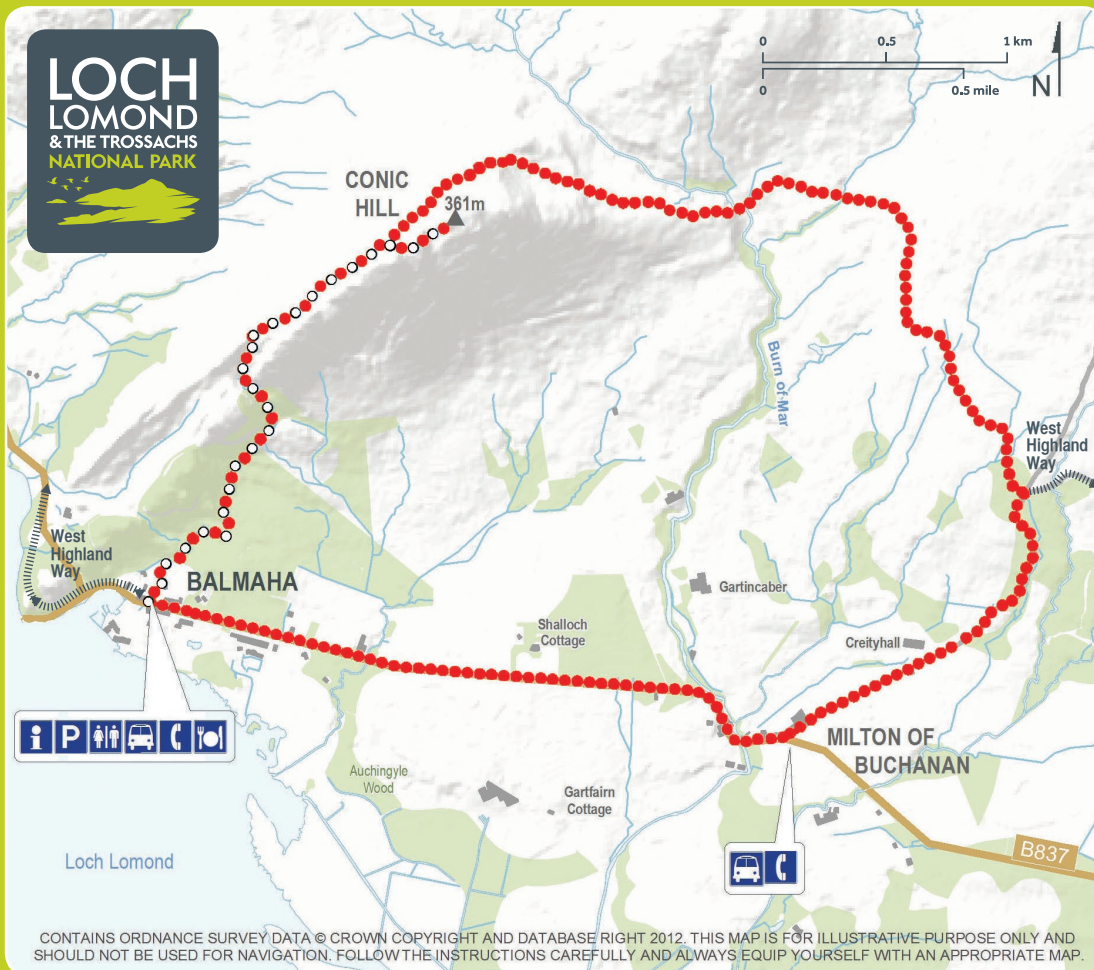 LOCH
LOMOND
& THE TROSSACHS
NATIONAL PARK
0 0.5 1 km
0 0.5 mile
N
CONIC
HILL
361m
Burn of Mar
West
Highland
Way
West
Highland
Way
BALMAHA
Gartincaber
Shalloch
Cottage
Creityhall
i P
MILTON OF
BUCHANAN
Auchingyle
Wood
Gartfairn
Cottage
Loch Lomond
B837
CONTAINS ORDNANCE SURVEY DATA © CROWN COPYRIGHT AND DATABASE RIGHT 2012. THIS MAP IS FOR ILLUSTRATIVE PURPOSE ONLY AND
SHOULD NOT BE USED FOR NAVIGATION. FOLLOW THE INSTRUCTIONS CAREFULLY AND ALWAYS EQUIP YOURSELF WITH AN APPROPRIATE MAP.